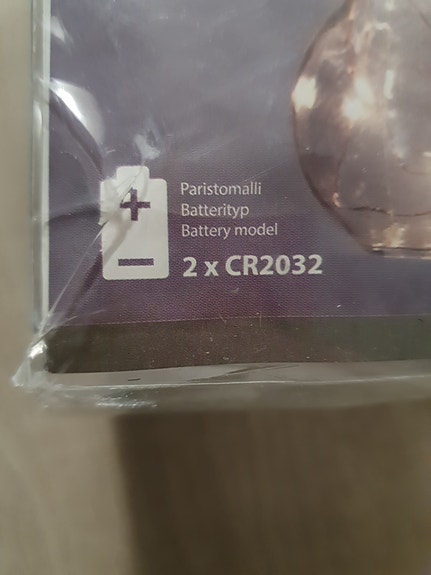 Paristomalli
Batterityp
Battery model
2 x CR2032